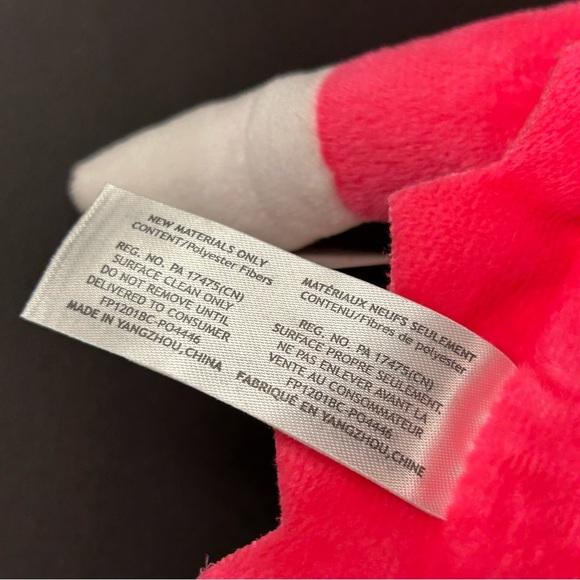 NEW MATERIALS ONLY
CONTENT/Polyester Fibers
REG. NO. PA 17475(CN)
SURFACE CLEAN ONLY
DO NOT REMOVE UNTIL
DELIVERED TO CONSUMER
FP1201BC-PO4446
MADE IN YANGZHOU,CHINA
MATÉRIAUX NEUFS SEULEMENT
CONTENU/Fibres de polyester
REG. NO. PA 17475(CN)
SURFACE PROPRE SEULEMENT,
NE PAS ENLEVER AVANT LA
VENTE AU CONSOMMATEUR
FP1201BC-PO4446
FABRIQUÉ EN YANGZHOU,CHINE